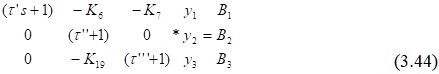 (τ's+1) −K₆ −K₇ y₁ B₁
0 (τ''+1) 0 * y₂ = B₂
0 −K₁₉ (τ'''+1) y₃ B₃ (3.44)